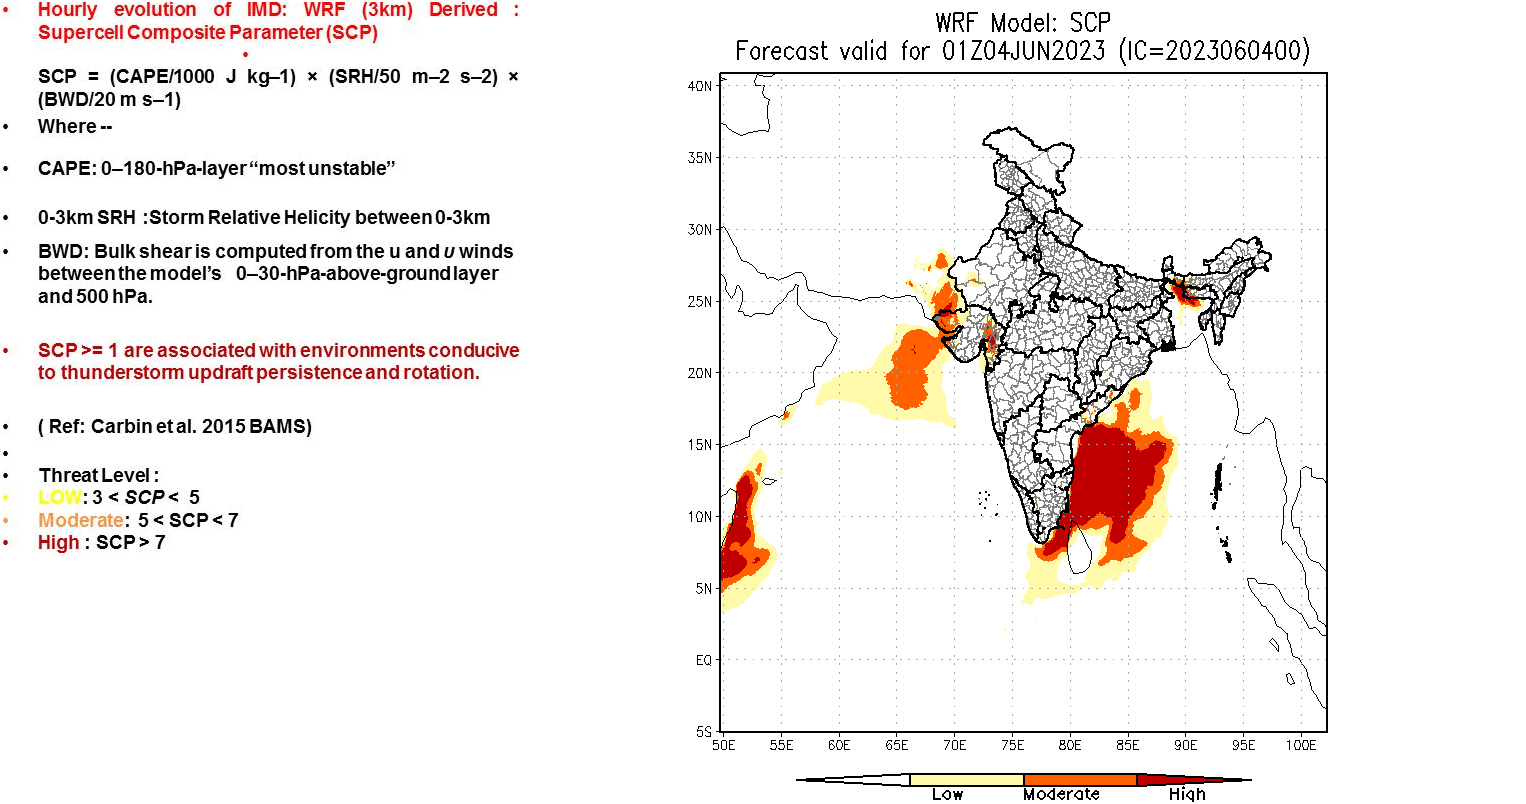 • Hourly evolution of IMD: WRF (3km) Derived :
Supercell Composite Parameter (SCP)
•
SCP = (CAPE/1000 J kg–1) × (SRH/50 m–2 s–2) ×
(BWD/20 m s–1)
• Where --
• CAPE: 0–180-hPa-layer “most unstable”
• 0-3km SRH :Storm Relative Helicity between 0-3km
• BWD: Bulk shear is computed from the u and υ winds
between the model’s 0–30-hPa-above-ground layer
and 500 hPa.
• SCP >= 1 are associated with environments conducive
to thunderstorm updraft persistence and rotation.
• ( Ref: Carbin et al. 2015 BAMS)
•
• Threat Level :
• LOW: 3 < SCP < 5
• Moderate: 5 < SCP < 7
• High : SCP > 7
WRF Model: SCP
Forecast valid for 01Z04JUN2023 (IC=2023060400)
40N
35N
30N
25N
20N
15N
10N
5N
EQ
5S
50E 55E 60E 65E 70E 75E 80E 85E 90E 95E 100E
Low Moderate High